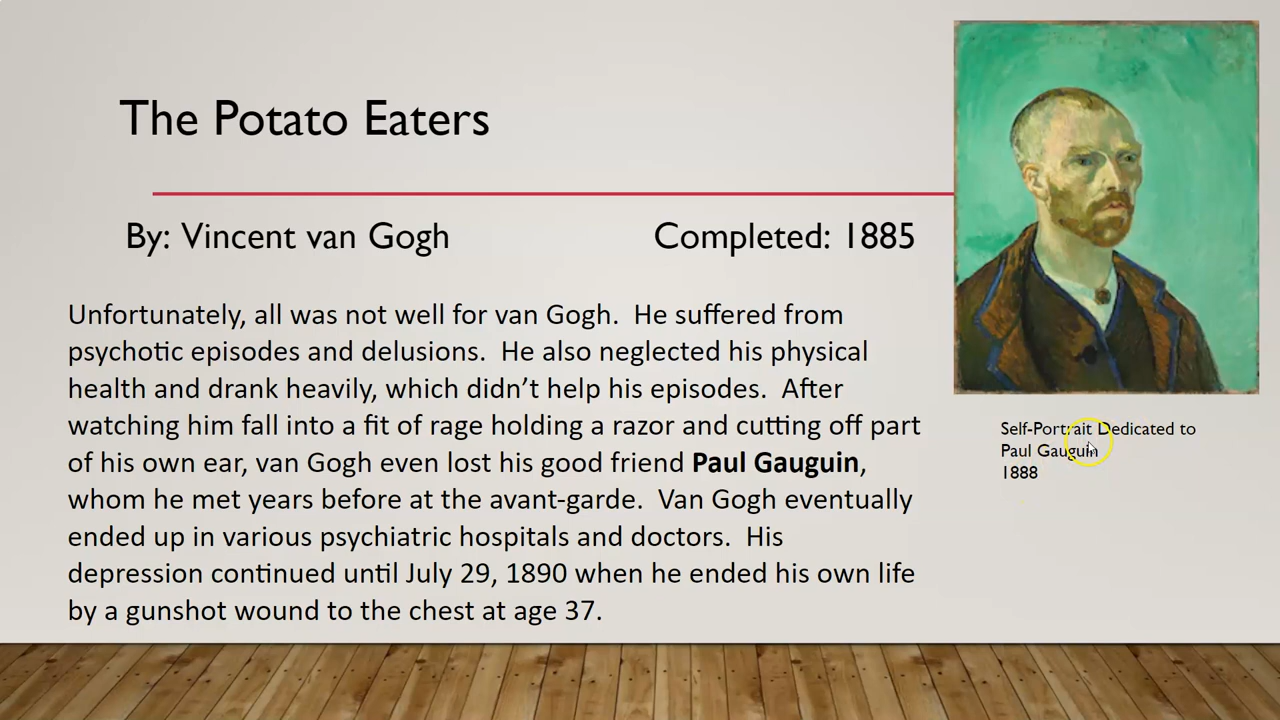 The Potato Eaters
By: Vincent van Gogh Completed: 1885
Unfortunately, all was not well for van Gogh. He suffered from
psychotic episodes and delusions. He also neglected his physical
health and drank heavily, which didn't help his episodes. After
watching him fall into a fit of rage holding a razor and cutting off part
of his own ear, van Gogh even lost his good friend Paul Gauguin,
whom he met years before at the avant-garde. Van Gogh eventually
ended up in various psychiatric hospitals and doctors. His
depression continued until July 29, 1890 when he ended his own life
by a gunshot wound to the chest at age 37.
Self-Portrait Dedicated to
Paul Gauguin
1888